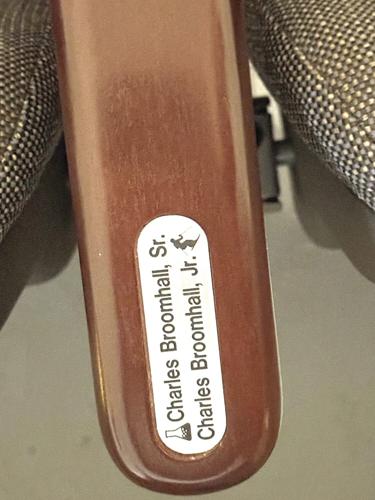 Charles Broomhall, Sr.
Charles Broomhall, Jr.